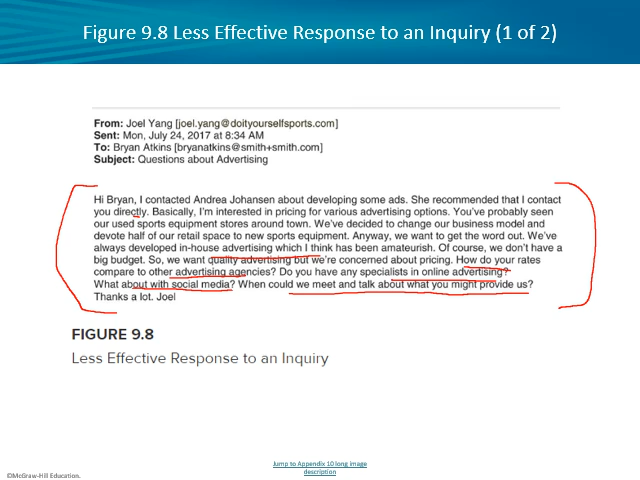 Figure 9.8 Less Effective Response to an Inquiry (1 of 2)
From: Joel Yang [joel.yang@doityourselfsports.com]
Sent: Mon, July 24, 2017 at 8:34 AM
To: Bryan Atkins [bryanatkins@smith+smith.com]
Subject: Questions about Advertising
Hi Bryan, I contacted Andrea Johansen about developing some ads. She recommended that I contact
you directly. Basically, I'm interested in pricing for various advertising options. You've probably seen
our used sports equipment stores around town. We've decided to change our business model and
devote half of our retail space to new sports equipment. Anyway, we want to get the word out. We've
always developed in-house advertising which I think has been amateurish. Of course, we don't have a
big budget. So, we want quality advertising but we're concerned about pricing. How do your rates
compare to other advertising agencies? Do you have any specialists in online advertising?
What about with social media? When could we meet and talk about what you might provide us?
Thanks a lot. Joel
FIGURE 9.8
Less Effective Response to an Inquiry
Jump to Appendix 10 long image
description
©McGraw-Hill Education.